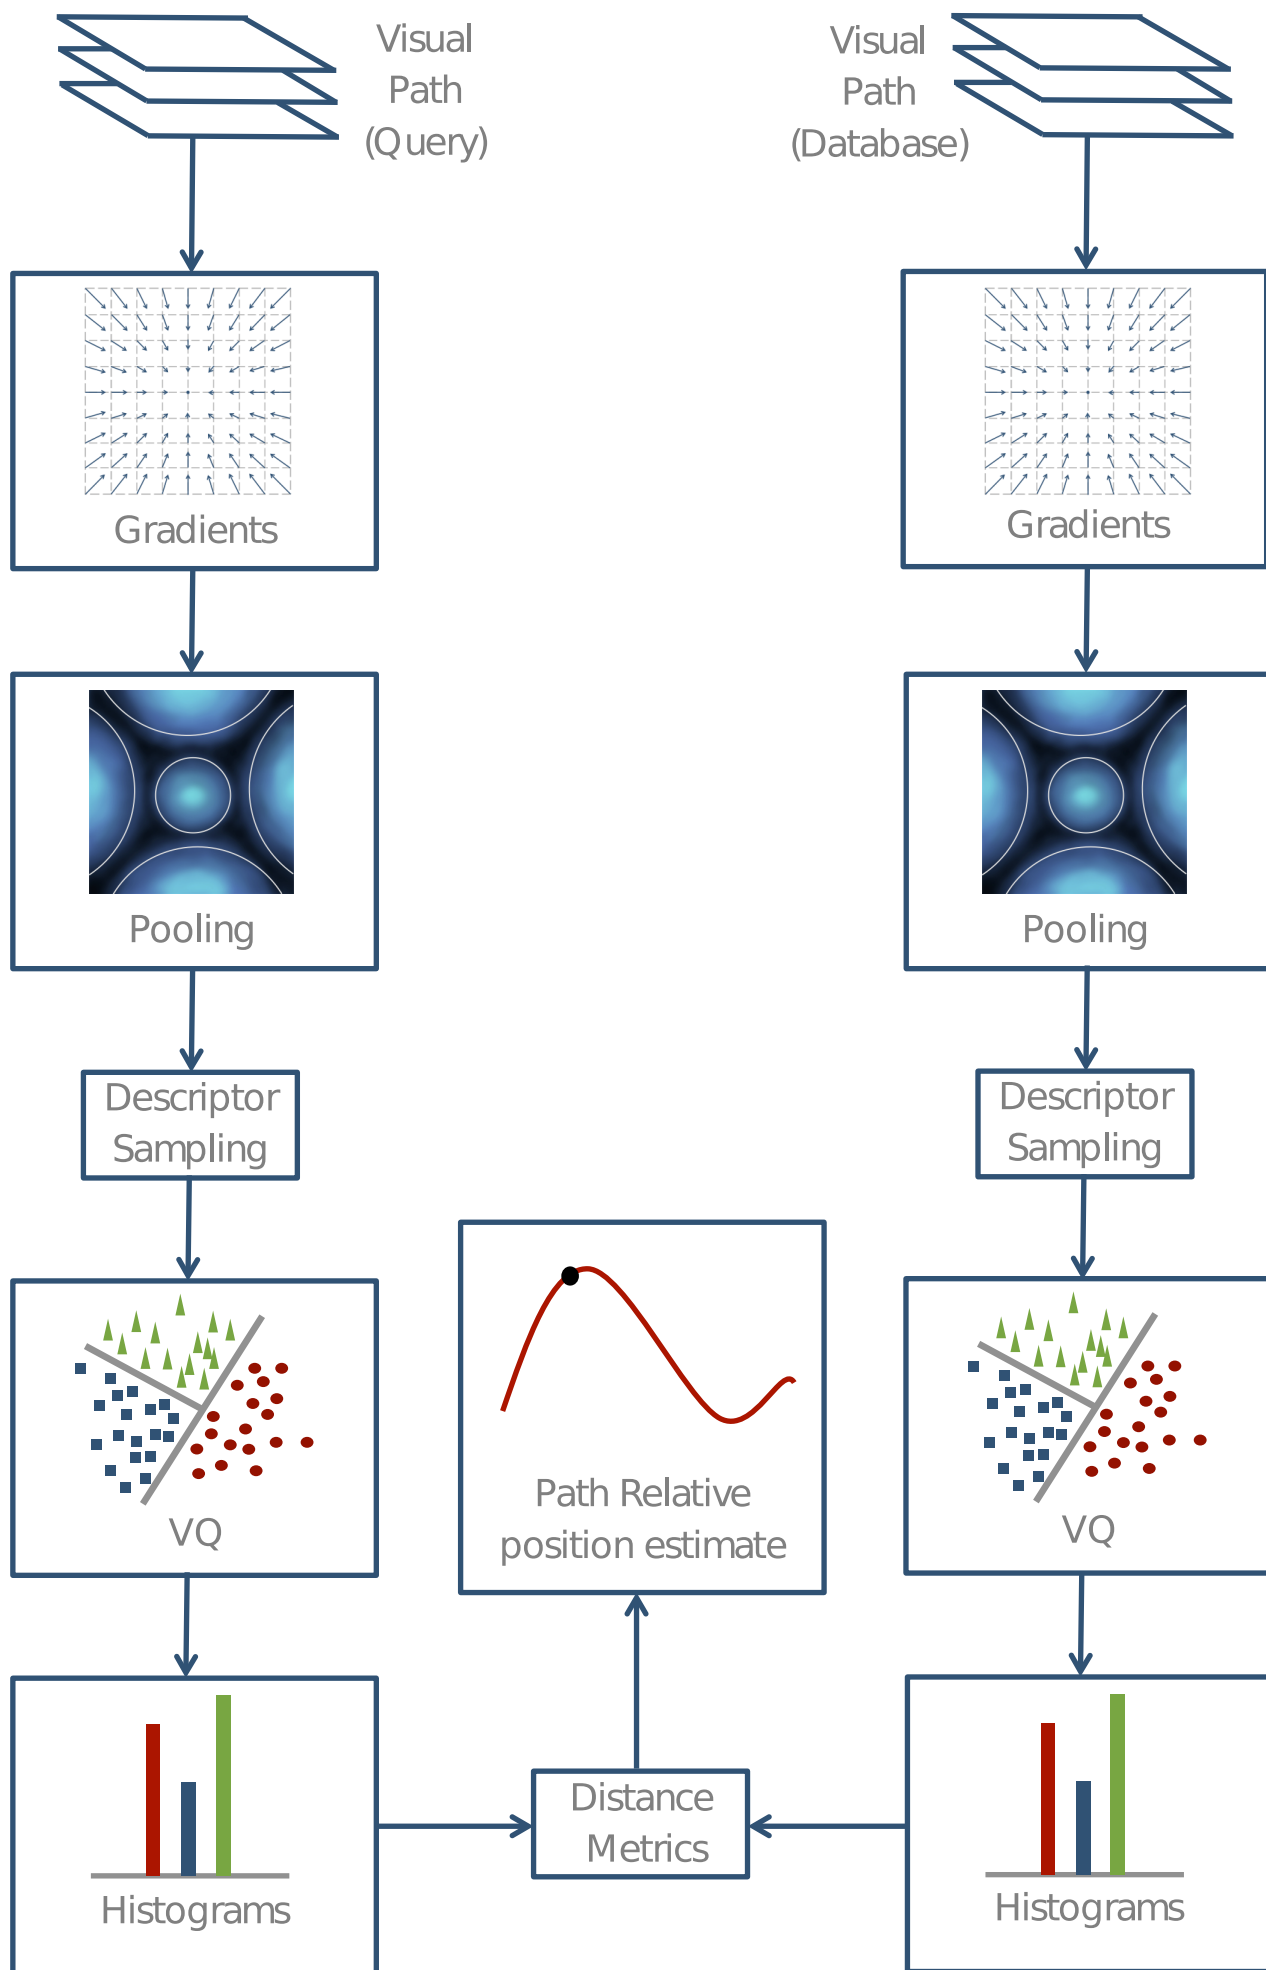 Visual
Path
(Query)
Visual
Path
(Database)
Gradients
Gradients
Pooling
Pooling
Descriptor
Sampling
Descriptor
Sampling
Path Relative
position estimate
VQ
VQ
Distance
Metrics
Histograms
Histograms